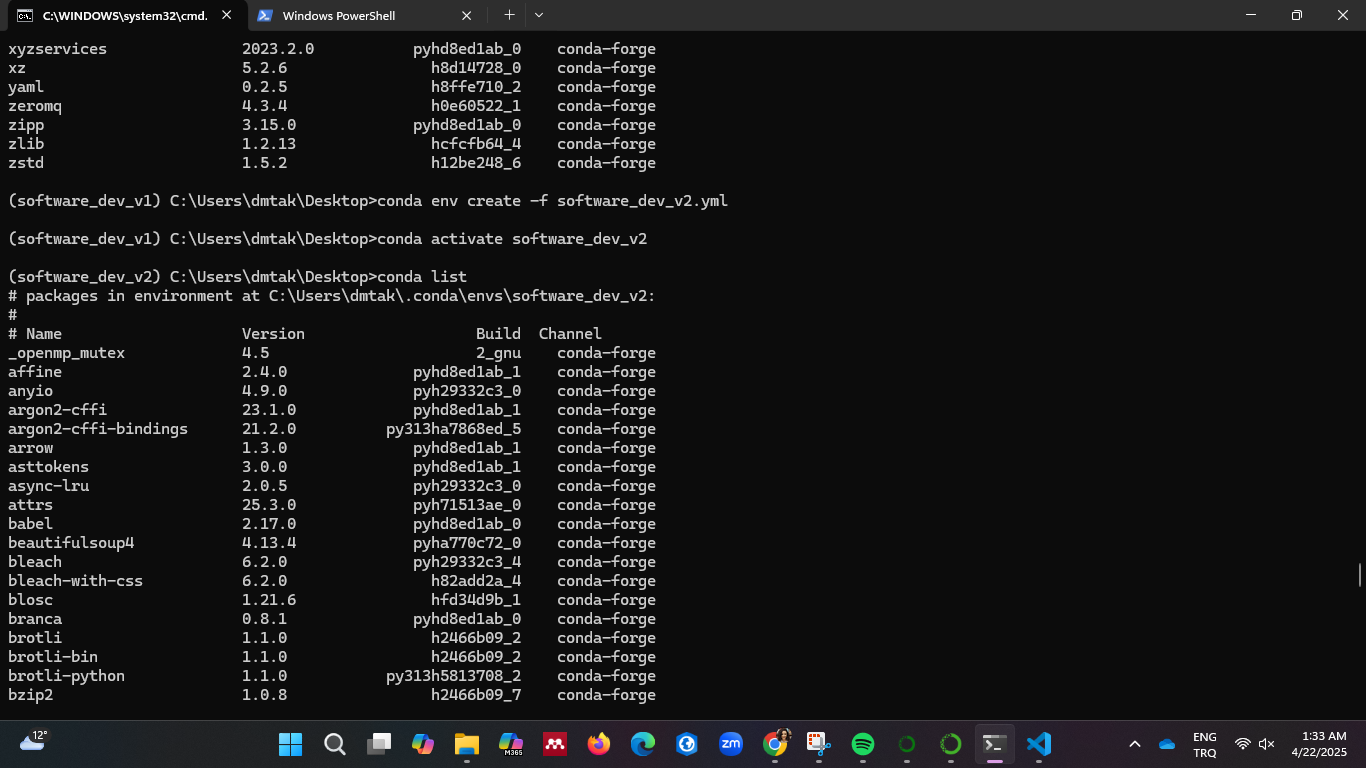 C:\WINDOWS\system32\cmd.
Windows PowerShell
xyzservices 2023.2.0 pyhd8ed1ab_0 conda-forge
xz 5.2.6 h8d14728_0 conda-forge
yaml 0.2.5 h8ffe710_2 conda-forge
zeromq 4.3.4 h0e60522_1 conda-forge
zipp 3.15.0 pyhd8ed1ab_0 conda-forge
zlib 1.2.13 hcfcfb64_4 conda-forge
zstd 1.5.2 h12be248_6 conda-forge
(software_dev_v1) C:\Users\dmtak\Desktop>conda env create -f software_dev_v2.yml
(software_dev_v1) C:\Users\dmtak\Desktop>conda activate software_dev_v2
(software_dev_v2) C:\Users\dmtak\Desktop>conda list
# packages in environment at C:\Users\dmtak\.conda\envs\software_dev_v2:
#
# Name Version Build Channel
_openmp_mutex 4.5 2_gnu conda-forge
affine 2.4.0 pyhd8ed1ab_1 conda-forge
anyio 4.9.0 pyh29332c3_0 conda-forge
argon2-cffi 23.1.0 pyhd8ed1ab_1 conda-forge
argon2-cffi-bindings 21.2.0 py313ha7868ed_5 conda-forge
arrow 1.3.0 pyhd8ed1ab_1 conda-forge
asttokens 3.0.0 pyhd8ed1ab_1 conda-forge
async-lru 2.0.5 pyh29332c3_0 conda-forge
attrs 25.3.0 pyh71513ae_0 conda-forge
babel 2.17.0 pyhd8ed1ab_0 conda-forge
beautifulsoup4 4.13.4 pyha770c72_0 conda-forge
bleach 6.2.0 pyh29332c3_4 conda-forge
bleach-with-css 6.2.0 h82add2a_4 conda-forge
blosc 1.21.6 hfd34d9b_1 conda-forge
branca 0.8.1 pyhd8ed1ab_0 conda-forge
brotli 1.1.0 h2466b09_2 conda-forge
brotli-bin 1.1.0 h2466b09_2 conda-forge
brotli-python 1.1.0 py313h5813708_2 conda-forge
bzip2 1.0.8 h2466b09_7 conda-forge
12°
M365
zm
ENG
TRQ
1:33 AM
4/22/2025